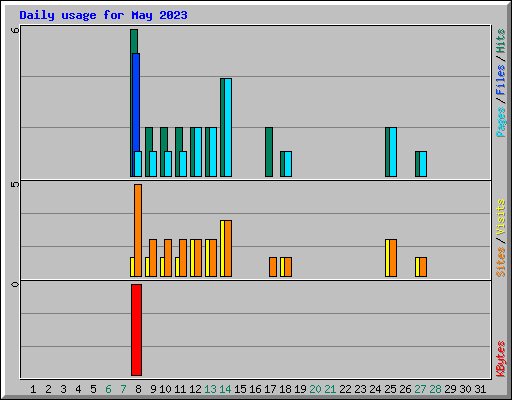 Daily usage for May 2023
6
5
0
Pages / Files / Hits
Sites / Visits
KBytes
1 2 3 4 5 6 7 8 9 10 11 12 13 14 15 16 17 18 19 20 21 22 23 24 25 26 27 28 29 30 31